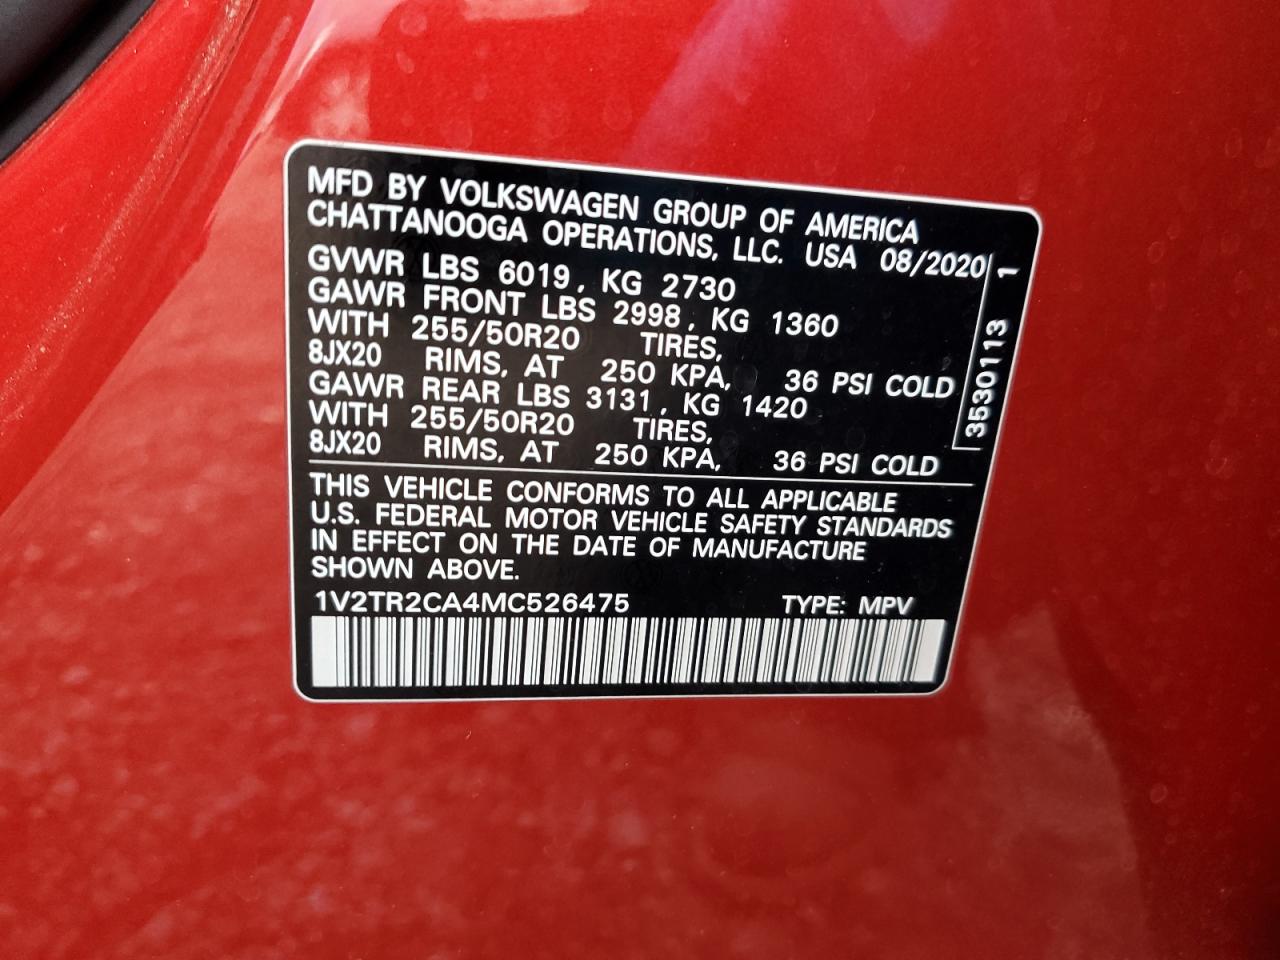 MFD BY VOLKSWAGEN GROUP OF AMERICA
CHATTANOOGA OPERATIONS, LLC. USA 08/2020
GVWR LBS 6019, KG 2730
GAWR FRONT LBS 2998, KG 1360
WITH 255/50R20 TIRES,
8JX20 RIMS, AT 250 KPA, 36 PSI COLD
GAWR REAR LBS 3131, KG 1420
WITH 255/50R20 TIRES,
8JX20 RIMS, AT 250 KPA, 36 PSI COLD
3530113 1
THIS VEHICLE CONFORMS TO ALL APPLICABLE
U.S. FEDERAL MOTOR VEHICLE SAFETY STANDARDS
IN EFFECT ON THE DATE OF MANUFACTURE
SHOWN ABOVE.
1V2TR2CA4MC526475 TYPE: MPV